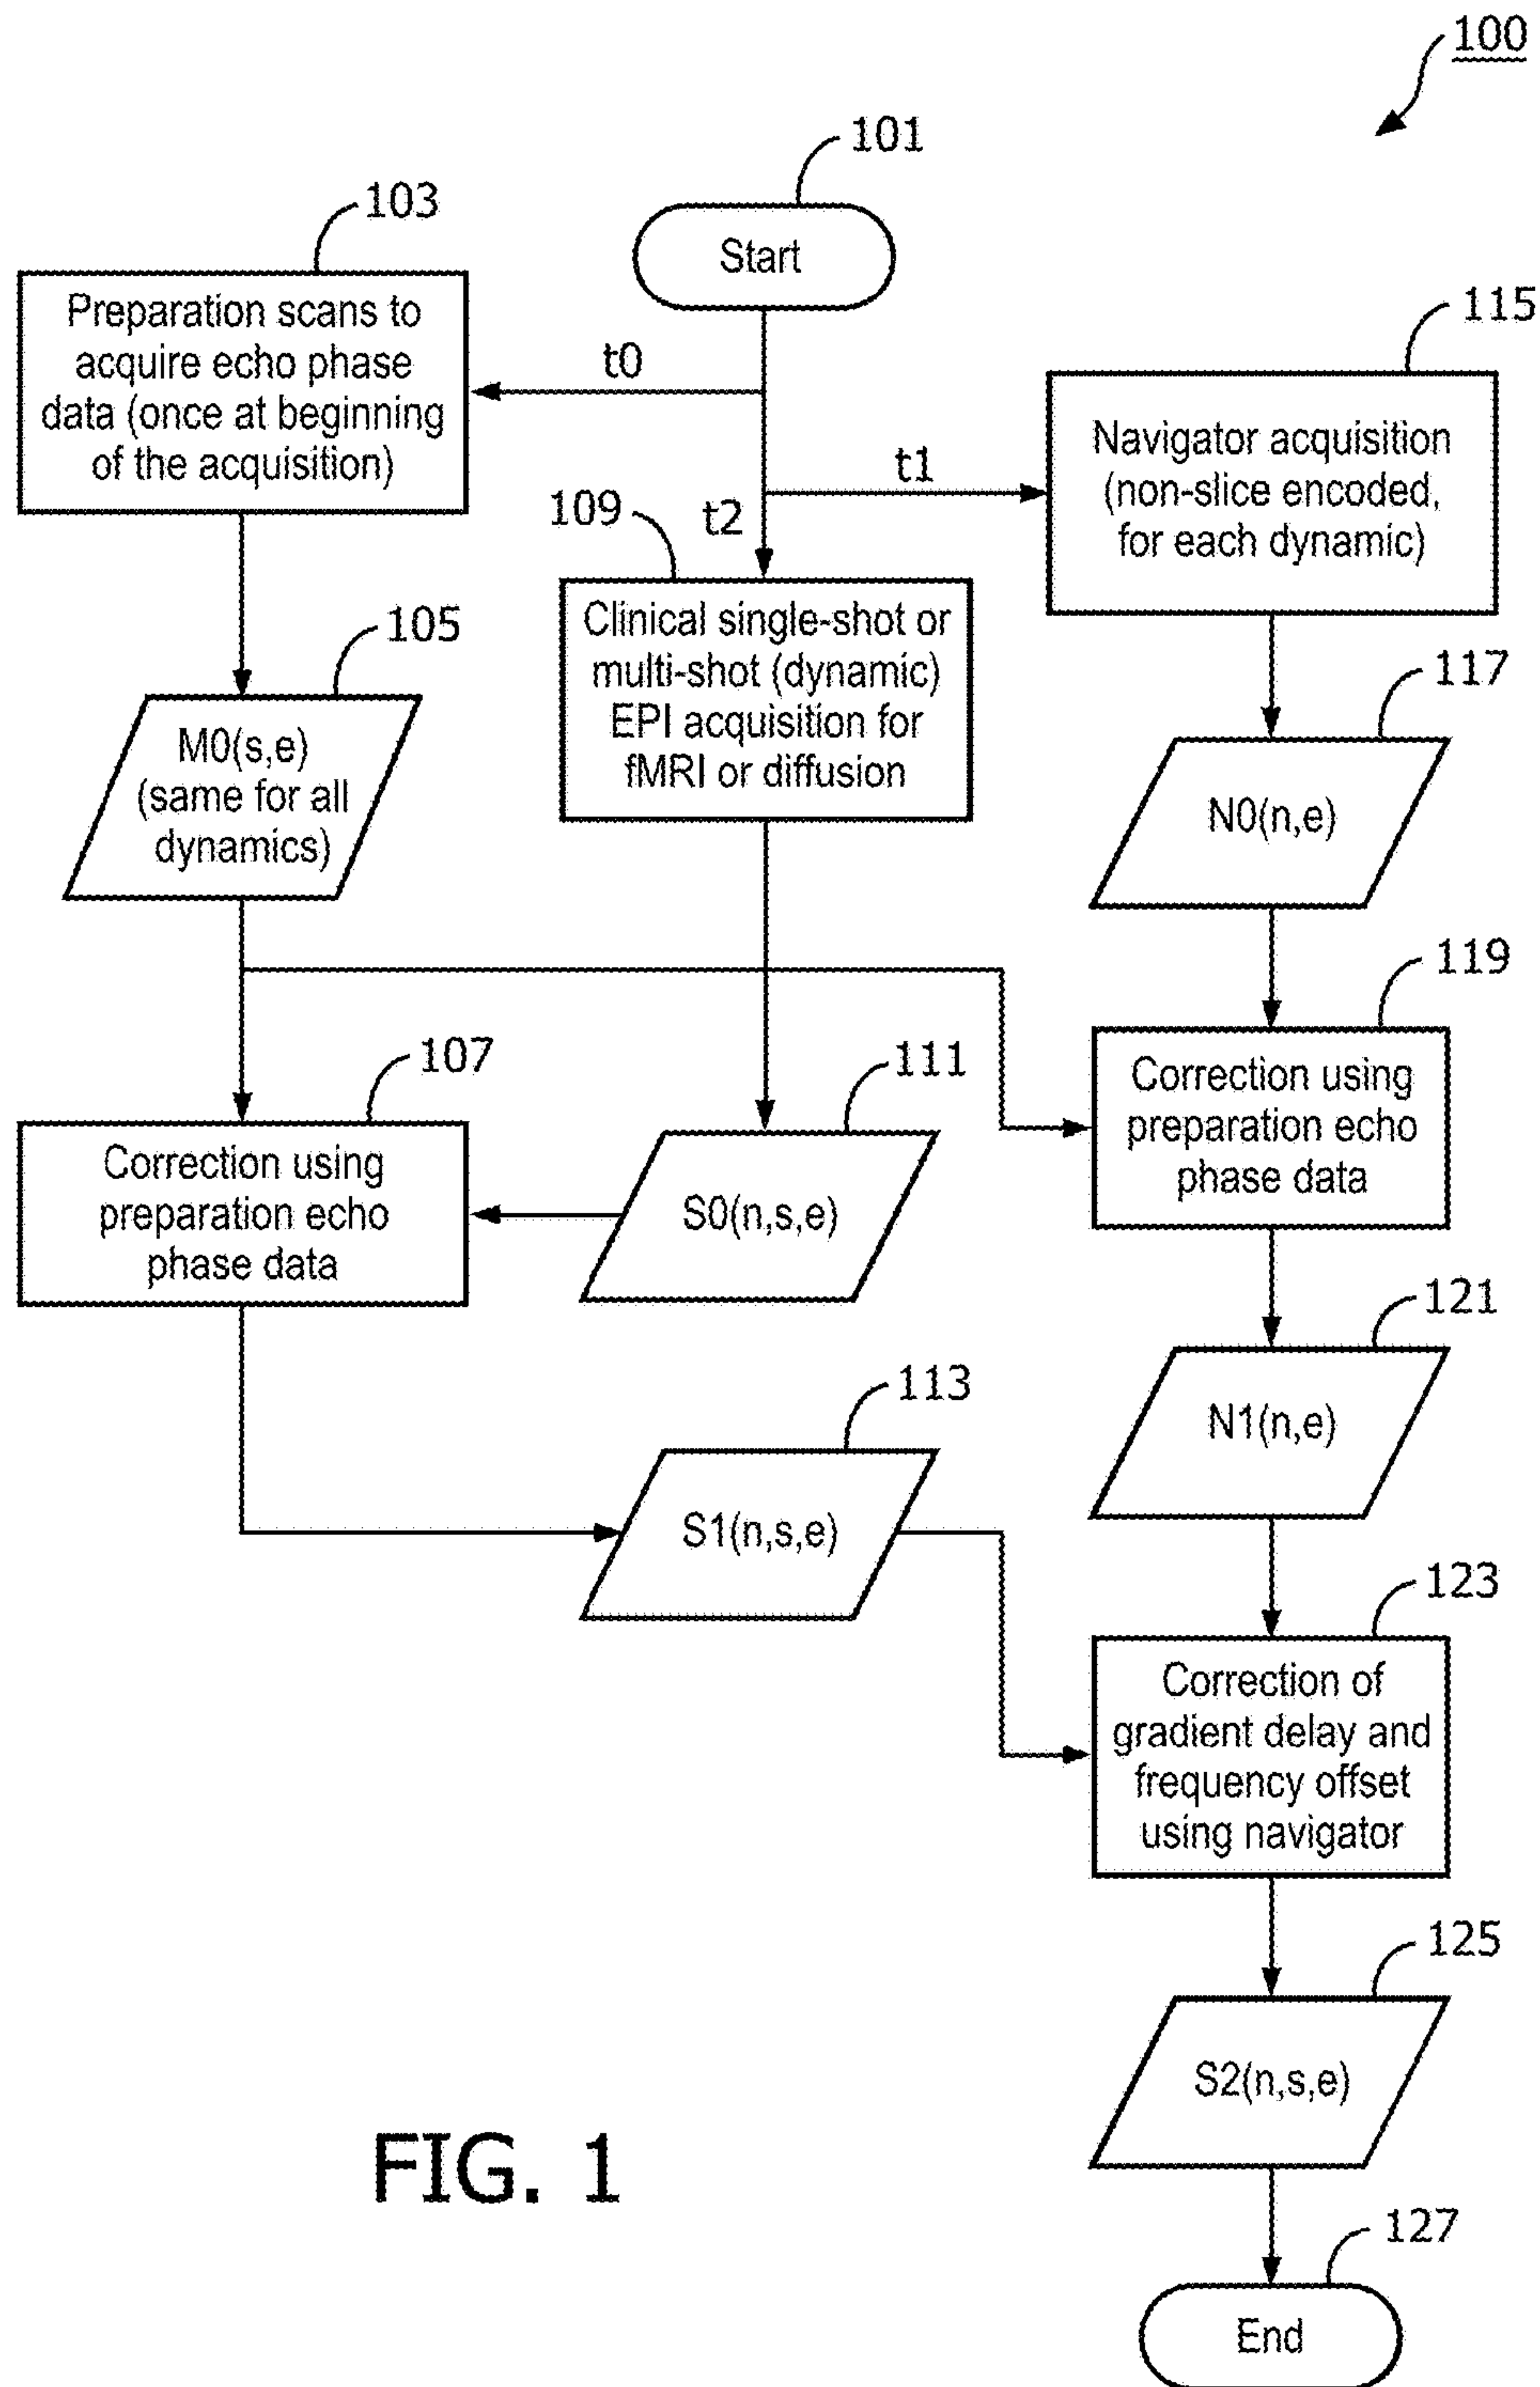 100
101
Start
103
Preparation scans to
acquire echo phase
data (once at beginning
of the acquisition)
t0
115
Navigator acquisition
(non-slice encoded,
for each dynamic)
t1
t2
109
Clinical single-shot or
multi-shot (dynamic)
EPI acquisition for
fMRI or diffusion
105
M0(s,e)
(same for all
dynamics)
117
N0(n,e)
119
Correction using
preparation echo
phase data
107
Correction using
preparation echo
phase data
111
S0(n,s,e)
121
N1(n,e)
113
S1(n,s,e)
123
Correction of
gradient delay and
frequency offset
using navigator
125
S2(n,s,e)
127
End
FIG. 1